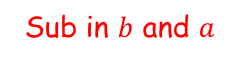 Sub in b and a